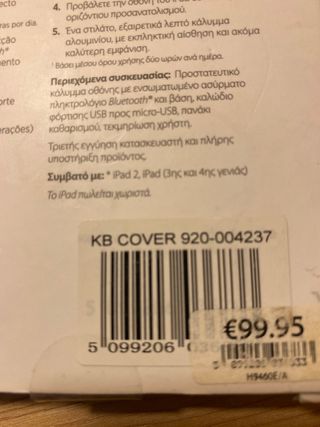 4. Προβάλετε την οθόνη
οριζόντιου προσανατολισμού.
5. Ένα στιλάτο, εξαιρετικά λεπτό κάλυμμα
αλουμινίου, με εκπληκτική αίσθηση και ακόμα
καλύτερη εμφάνιση.
¹ Βάσει μέσου όρου χρήσης δύο ωρών ανά ημέρα.
Περιεχόμενα συσκευασίας: Προστατευτικό
κάλυμμα οθόνης με ενσωματωμένο ασύρματο
πληκτρολόγιο Bluetooth® και βάση, καλώδιο
φόρτισης USB προς micro-USB, πανάκι
καθαρισμού, τεκμηρίωση χρήστη.
Τριετής εγγύηση κατασκευαστή και πλήρης
υποστήριξη προϊόντος.
Συμβατό με: * iPad 2, iPad (3ης και 4ης γενιάς)
Το iPad πωλείται χωριστά.
ras por dia.
erações)
KB COVER 920-004237
5 099206
€99.95
H9460E/A